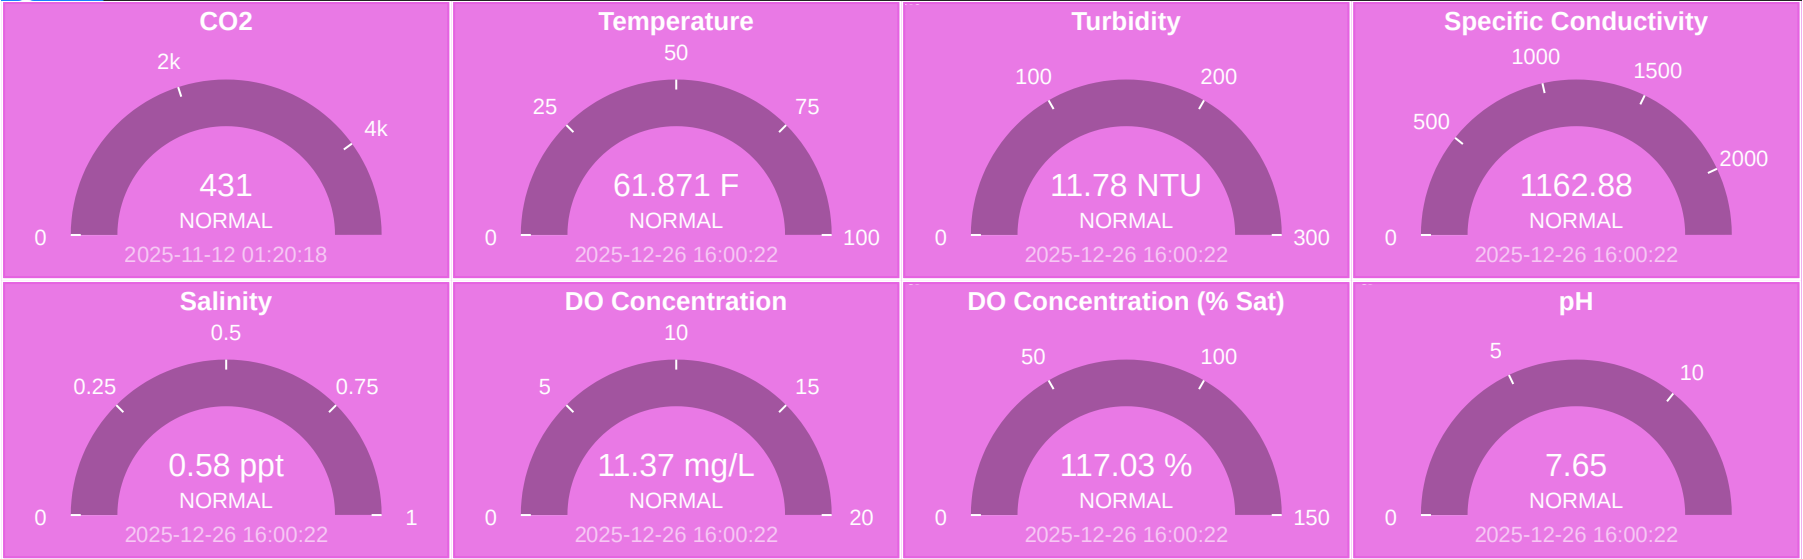 CO2
2k
4k
0
431
NORMAL
2025-11-12 01:20:18
Temperature
50
25
75
0
100
61.871 F
NORMAL
2025-12-26 16:00:22
Turbidity
100
200
0
300
11.78 NTU
NORMAL
2025-12-26 16:00:22
Specific Conductivity
1000
1500
500
2000
0
1162.88
NORMAL
2025-12-26 16:00:22
Salinity
0.5
0.25
0.75
0
1
0.58 ppt
NORMAL
2025-12-26 16:00:22
DO Concentration
10
5
15
0
20
11.37 mg/L
NORMAL
2025-12-26 16:00:22
DO Concentration (% Sat)
50
100
0
150
117.03 %
NORMAL
2025-12-26 16:00:22
pH
5
10
0
7.65
NORMAL
2025-12-26 16:00:22